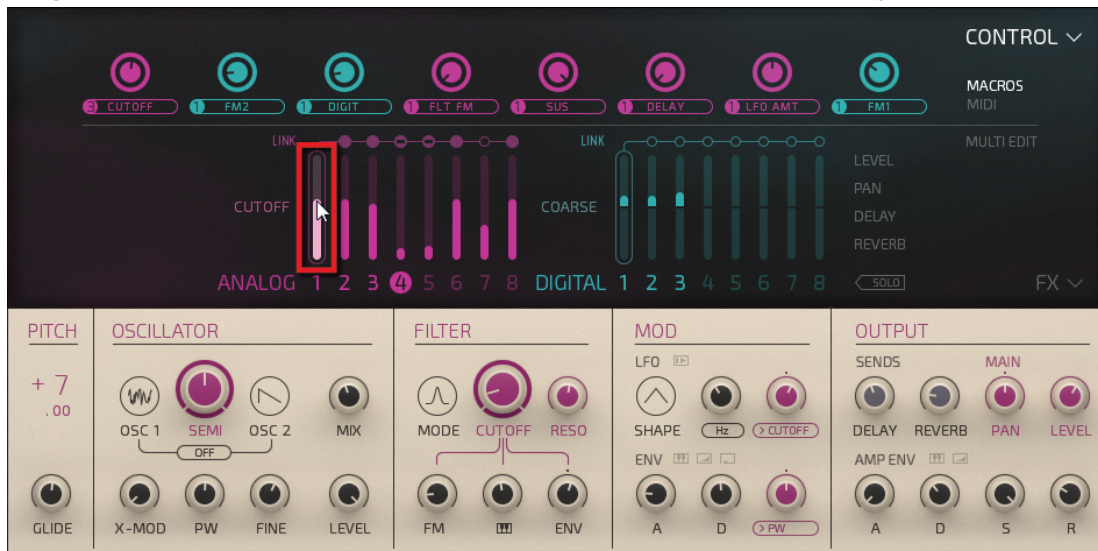 CONTROL
MACROS
MIDI
3 CUTOFF 1 FM2 1 DIGIT 1 FLT FM 1 SUS 1 DELAY 1 LFO AMT 1 FM1
LINK LINK MULTI EDIT
LEVEL
PAN
CUTOFF COARSE
DELAY
REVERB
ANALOG 1 2 3 4 5 6 7 8 DIGITAL 1 2 3 4 5 6 7 8 SOLO FX
PITCH OSCILLATOR FILTER MOD OUTPUT
LFO SENDS MAIN
+ 7
.00
OSC 1 SEMI OSC 2 MIX MODE CUTOFF RESO SHAPE Hz > CUTOFF DELAY REVERB PAN LEVEL
OFF
ENV AMP ENV
GLIDE X-MOD PW FINE LEVEL FM ENV A D > PW A D S R